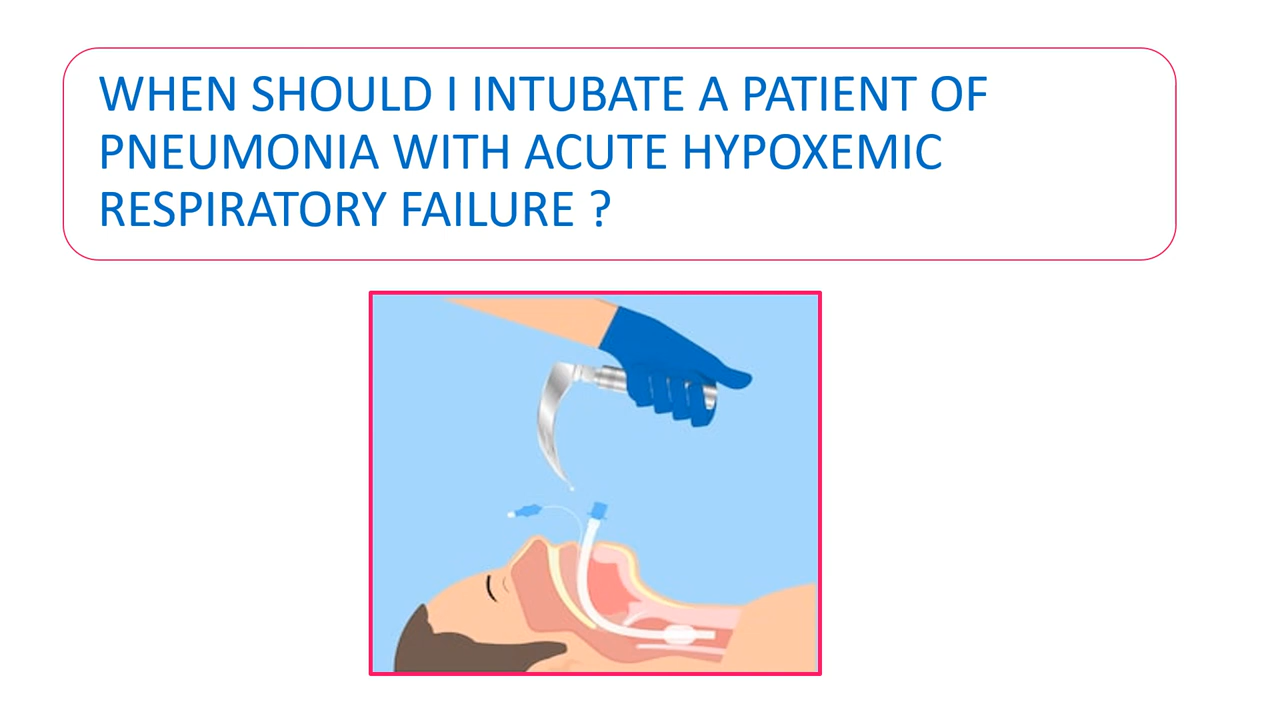 WHEN SHOULD I INTUBATE A PATIENT OF
PNEUMONIA WITH ACUTE HYPOXEMIC
RESPIRATORY FAILURE ?